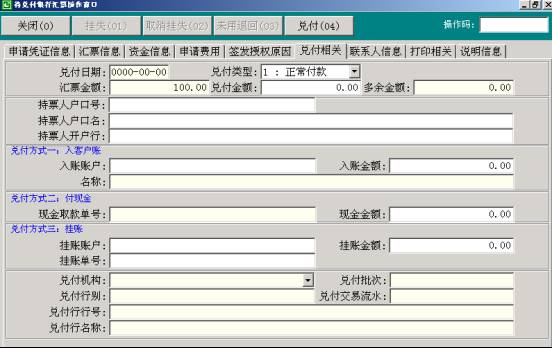 待兑付集存汇票操作窗口
关闭(0) 挂失(01) 取消挂失(02) 未用退回(03) 兑付(04) 操作码:
申请凭证信息 汇票信息 资金信息 申请费用 签发授权原因 兑付相关 联系人信息 打印相关 说明信息
兑付日期: 0000-00-00 兑付类型: 1 : 正常付款
汇票金额: 100.00 兑付金额: 0.00 多余金额: 0.00
持票人户口号:
持票人户口名:
持票人开户行:
兑付方式一: 入客户账
入账账户: 入账金额: 0.00
名称:
兑付方式二: 付现金
现金取款单号: 现金金额: 0.00
兑付方式三: 挂账
挂账账户: 挂账金额: 0.00
挂账单号:
兑付机构: 兑付批次:
兑付行别: 兑付交易流水:
兑付行行号:
兑付行名称: